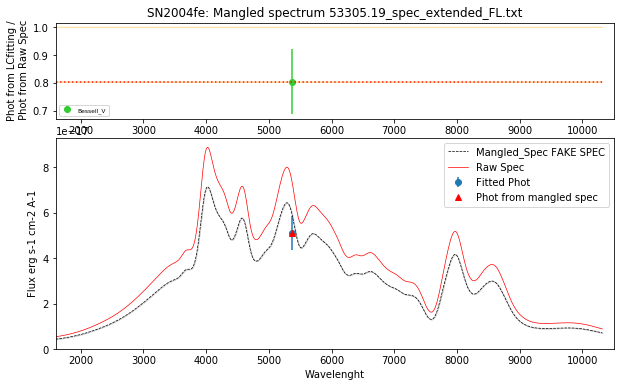 SN2004fe: Mangled spectrum 53305.19_spec_extended_FL.txt
Phot from LCfitting /
Phot from Raw Spec
1.0
0.9
0.8
0.7
Bessell_V
2000 3000 4000 5000 6000 7000 8000 9000 10000
1e−17
Flux erg s-1 cm-2 A-1
8
6
4
2
0
Mangled_Spec FAKE SPEC
Raw Spec
Fitted Phot
Phot from mangled spec
2000 3000 4000 5000 6000 7000 8000 9000 10000
Wavelenght